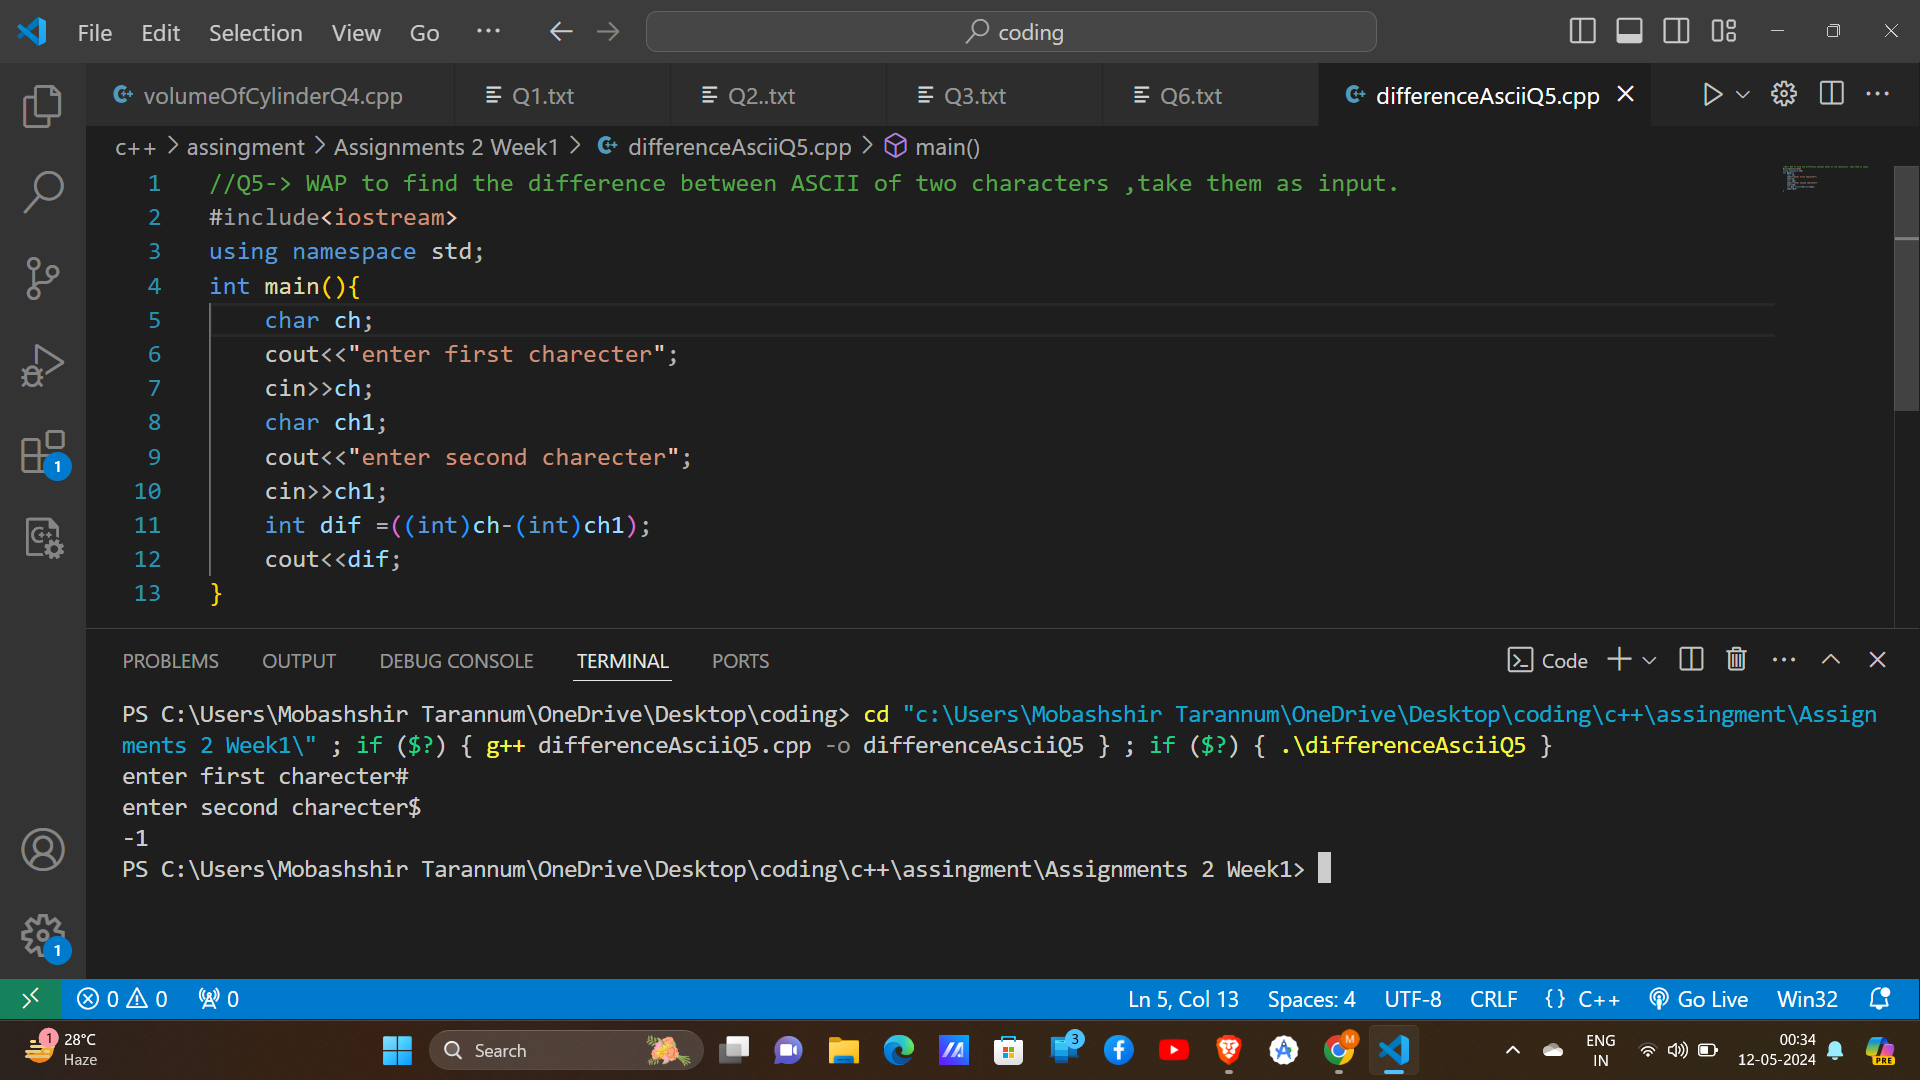 File Edit Selection View Go ··· coding
volumeOfCylinderQ4.cpp Q1.txt Q2..txt Q3.txt Q6.txt differenceAsciiQ5.cpp
c++ > assingment > Assignments 2 Week1 > differenceAsciiQ5.cpp > main()
1 //Q5-> WAP to find the difference between ASCII of two characters ,take them as input.
2 #include<iostream>
3 using namespace std;
4 int main(){
5     char ch;
6     cout<<"enter first charecter";
7     cin>>ch;
8     char ch1;
9     cout<<"enter second charecter";
10     cin>>ch1;
11     int dif =((int)ch-(int)ch1);
12     cout<<dif;
13 }
PROBLEMS OUTPUT DEBUG CONSOLE TERMINAL PORTS Code
PS C:\Users\Mobashshir Tarannum\OneDrive\Desktop\coding> cd "c:\Users\Mobashshir Tarannum\OneDrive\Desktop\coding\c++\assingment\Assign
ments 2 Week1\" ; if ($?) { g++ differenceAsciiQ5.cpp -o differenceAsciiQ5 } ; if ($?) { .\differenceAsciiQ5 }
enter first charecter#
enter second charecter$
-1
PS C:\Users\Mobashshir Tarannum\OneDrive\Desktop\coding\c++\assingment\Assignments 2 Week1>
1
1
0 0 0 Ln 5, Col 13 Spaces: 4 UTF-8 CRLF {} C++ Go Live Win32
1 28°C
Haze
Search
3
M
ENG
IN
00:34
12-05-2024
PRE